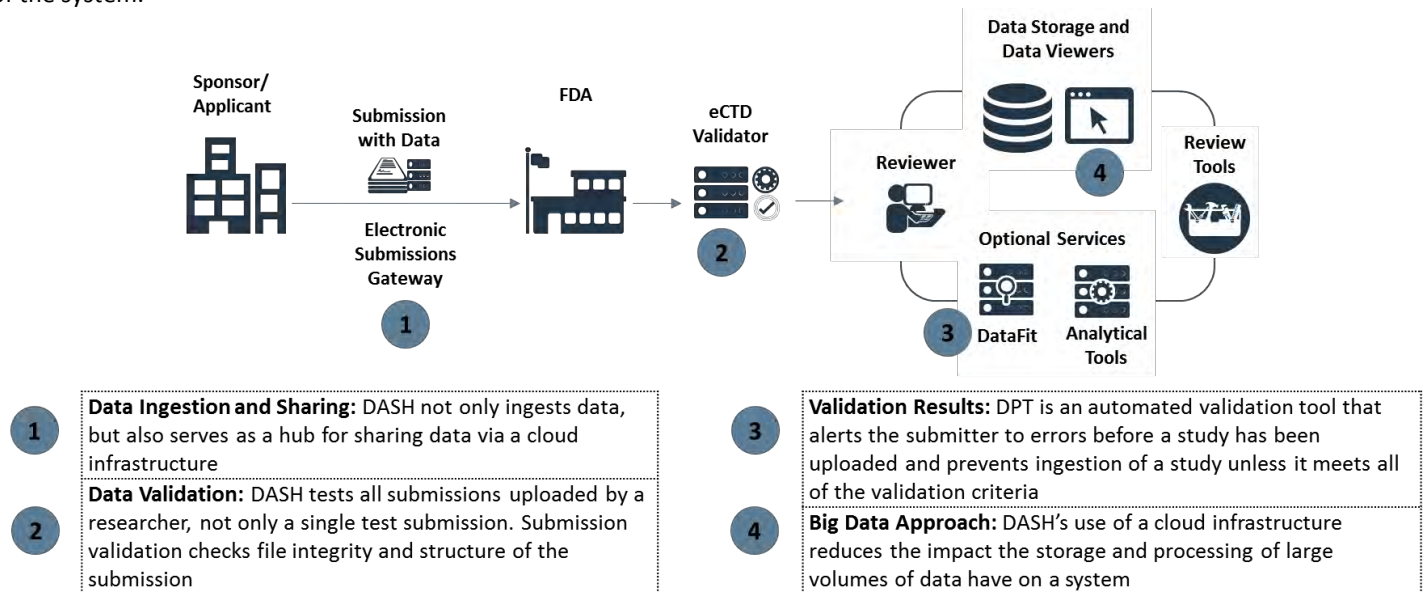 of the system.
Data Storage and
Data Viewers
Sponsor/
Applicant
FDA
Submission
with Data
eCTD
Validator
Reviewer
4
Review
Tools
Electronic
Submissions
Gateway
2
Optional Services
1
3
DataFit
Analytical
Tools
1
Data Ingestion and Sharing: DASH not only ingests data,
but also serves as a hub for sharing data via a cloud
infrastructure
2
Data Validation: DASH tests all submissions uploaded by a
researcher, not only a single test submission. Submission
validation checks file integrity and structure of the
submission
3
Validation Results: DPT is an automated validation tool that
alerts the submitter to errors before a study has been
uploaded and prevents ingestion of a study unless it meets all
of the validation criteria
4
Big Data Approach: DASH’s use of a cloud infrastructure
reduces the impact the storage and processing of large
volumes of data have on a system